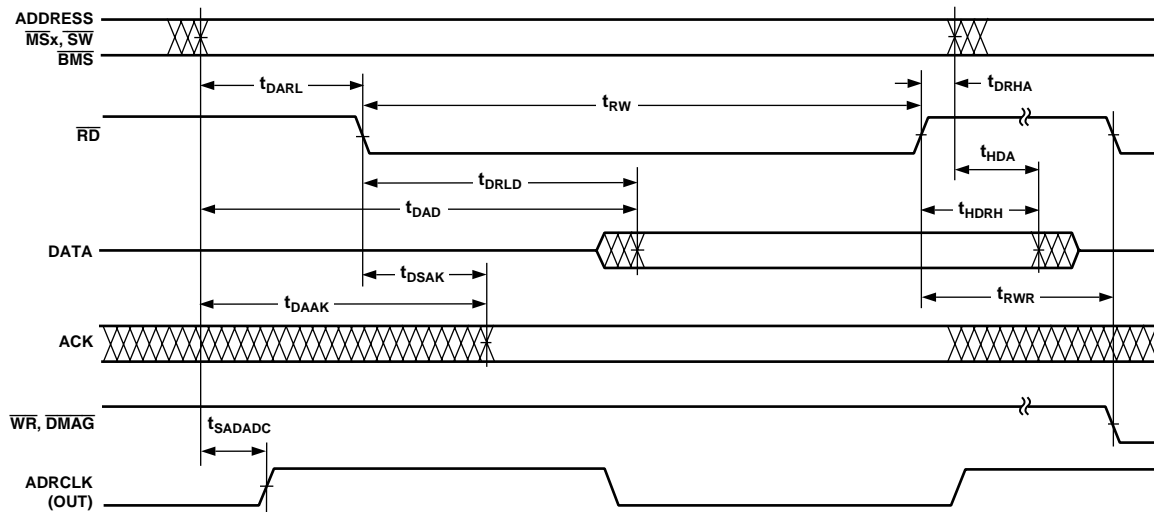 ADDRESS
MSx, SW
BMS
tDARL
tRW
tDRHA
RD
tHDA
tDRLD
tDAD
tHDRH
DATA
tDSAK
tDAAK
tRWR
ACK
WR, DMAG
tSADADC
ADRCLK
(OUT)